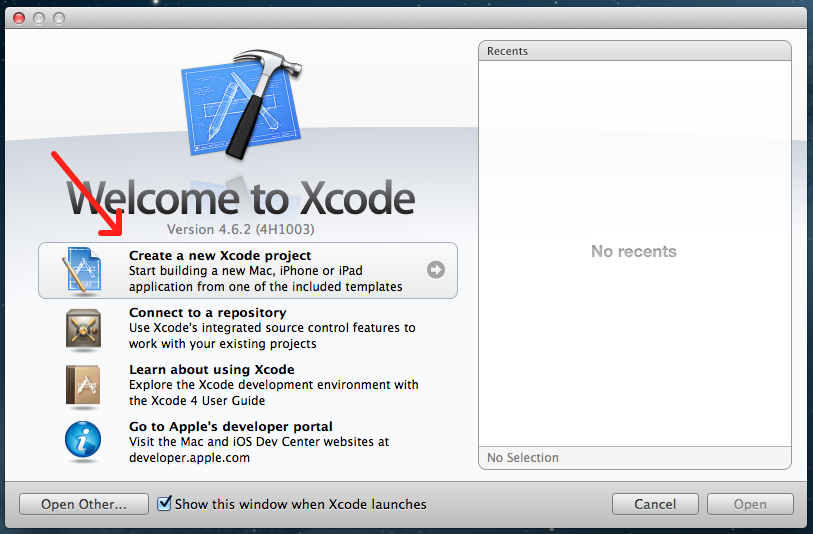 Recents
Welcome to Xcode
Version 4.6.2 (4H1003)
Create a new Xcode project
Start building a new Mac, iPhone or iPad
application from one of the included templates
Connect to a repository
Use Xcode's integrated source control features to
work with your existing projects
Learn about using Xcode
Explore the Xcode development environment with
the Xcode 4 User Guide
Go to Apple's developer portal
Visit the Mac and iOS Dev Center websites at
developer.apple.com
No recents
No Selection
Open Other...
Show this window when Xcode launches
Cancel
Open